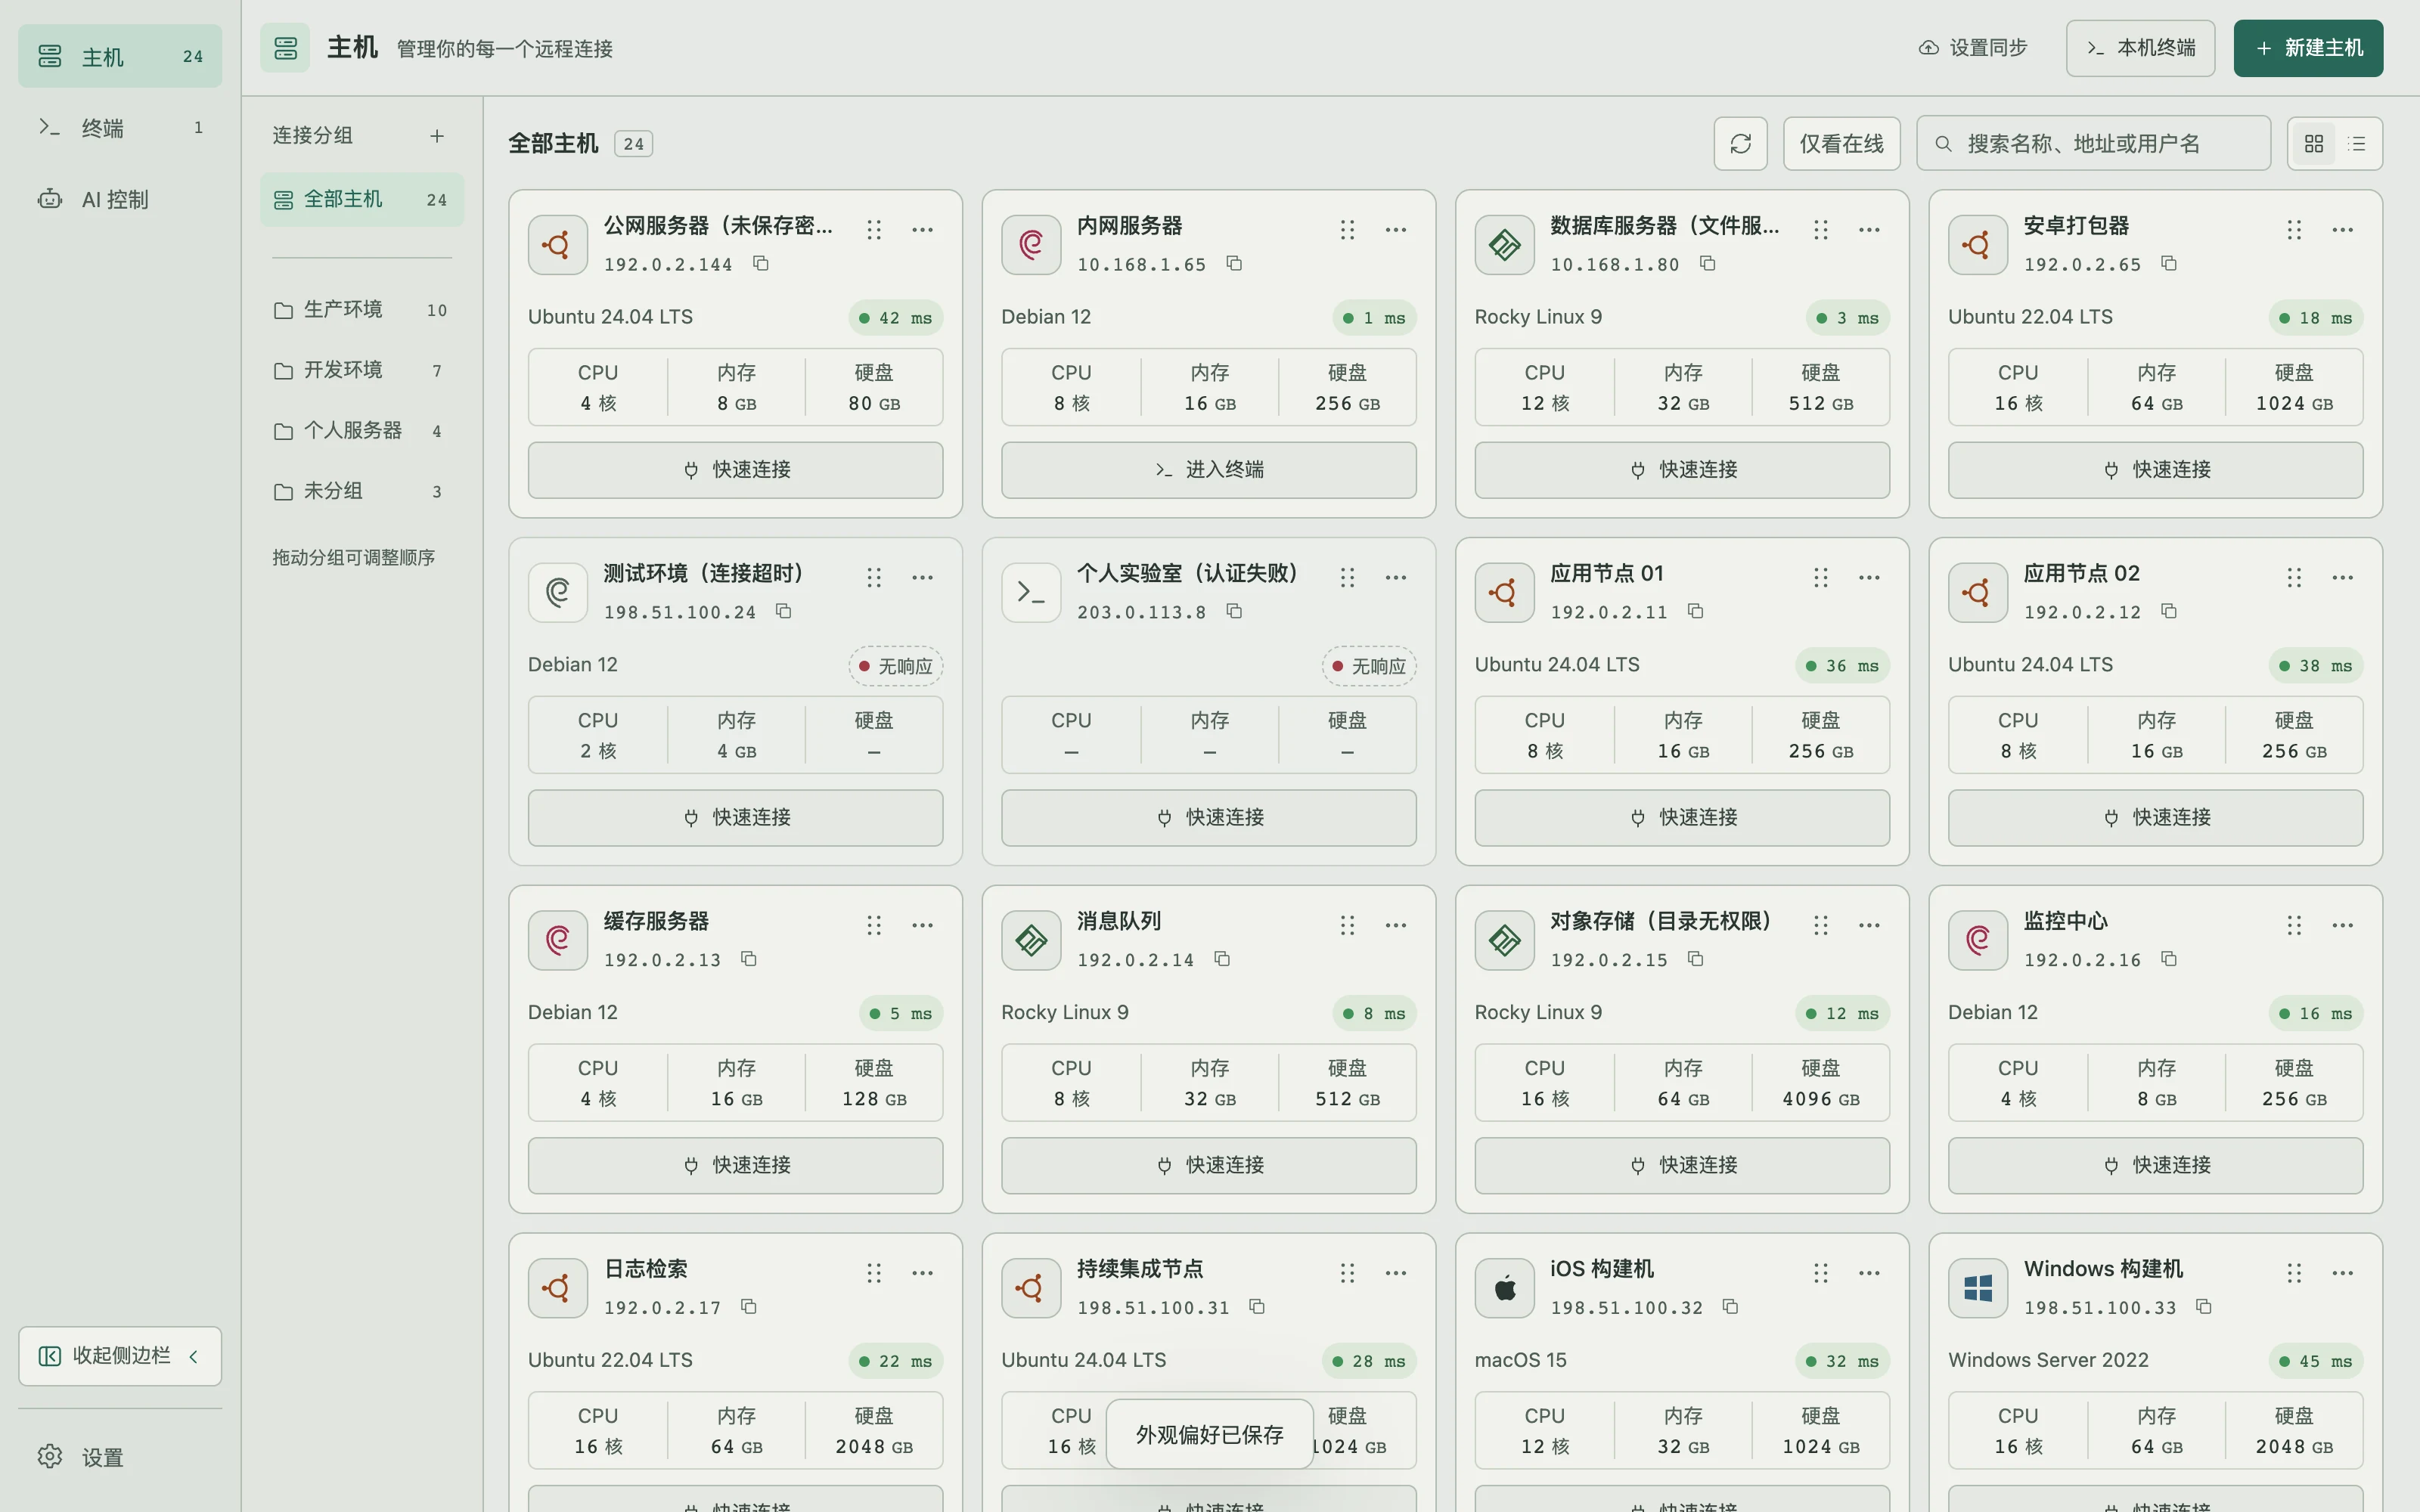 主机 24
终端 1
AI 控制
收起侧边栏
设置
主机 管理你的每一个远程连接
设置同步
本机终端
新建主机
连接分组
全部主机 24
生产环境 10
开发环境 7
个人服务器 4
未分组 3
拖动分组可调整顺序
全部主机 24
仅看在线
搜索名称、地址或用户名
公网服务器（未保存密...
192.0.2.144
Ubuntu 24.04 LTS 42 ms
CPU 内存 硬盘
4 核 8 GB 80 GB
快速连接
内网服务器
10.168.1.65
Debian 12 1 ms
CPU 内存 硬盘
8 核 16 GB 256 GB
进入终端
数据库服务器（文件服...
10.168.1.80
Rocky Linux 9 3 ms
CPU 内存 硬盘
12 核 32 GB 512 GB
快速连接
安卓打包器
192.0.2.65
Ubuntu 22.04 LTS 18 ms
CPU 内存 硬盘
16 核 64 GB 1024 GB
快速连接
测试环境（连接超时）
198.51.100.24
Debian 12 无响应
CPU 内存 硬盘
2 核 4 GB –
快速连接
个人实验室（认证失败）
203.0.113.8
无响应
CPU 内存 硬盘
– – –
快速连接
应用节点 01
192.0.2.11
Ubuntu 24.04 LTS 36 ms
CPU 内存 硬盘
8 核 16 GB 256 GB
快速连接
应用节点 02
192.0.2.12
Ubuntu 24.04 LTS 38 ms
CPU 内存 硬盘
8 核 16 GB 256 GB
快速连接
缓存服务器
192.0.2.13
Debian 12 5 ms
CPU 内存 硬盘
4 核 16 GB 128 GB
快速连接
消息队列
192.0.2.14
Rocky Linux 9 8 ms
CPU 内存 硬盘
8 核 32 GB 512 GB
快速连接
对象存储（目录无权限）
192.0.2.15
Rocky Linux 9 12 ms
CPU 内存 硬盘
16 核 64 GB 4096 GB
快速连接
监控中心
192.0.2.16
Debian 12 16 ms
CPU 内存 硬盘
4 核 8 GB 256 GB
快速连接
日志检索
192.0.2.17
Ubuntu 22.04 LTS 22 ms
CPU 内存 硬盘
16 核 64 GB 2048 GB
快速连接
持续集成节点
198.51.100.31
Ubuntu 24.04 LTS 28 ms
CPU 硬盘
16 核 1024 GB
外观偏好已保存
快速连接
iOS 构建机
198.51.100.32
macOS 15 32 ms
CPU 内存 硬盘
12 核 32 GB 1024 GB
快速连接
Windows 构建机
198.51.100.33
Windows Server 2022 45 ms
CPU 内存 硬盘
16 核 64 GB 2048 GB
快速连接